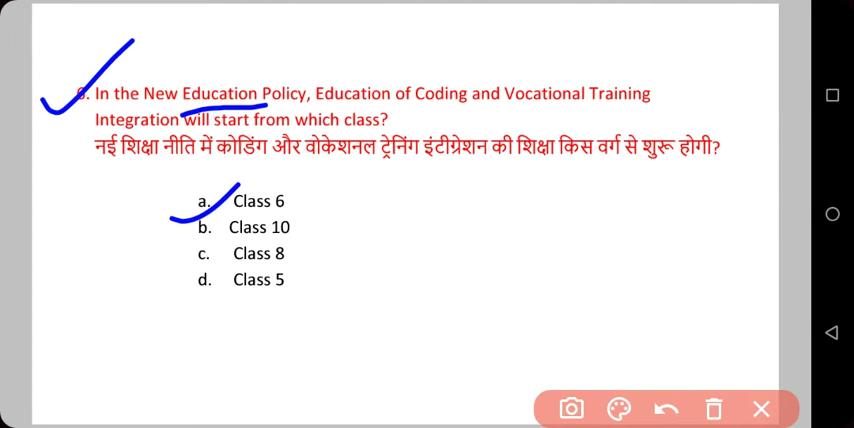 6. In the New Education Policy, Education of Coding and Vocational Training
Integration will start from which class?
नई शिक्षा नीति में कोडिंग और वोकेशनल ट्रेनिंग इंटीग्रेशन की शिक्षा किस वर्ग से शुरू होगी?
a. Class 6
b. Class 10
c. Class 8
d. Class 5